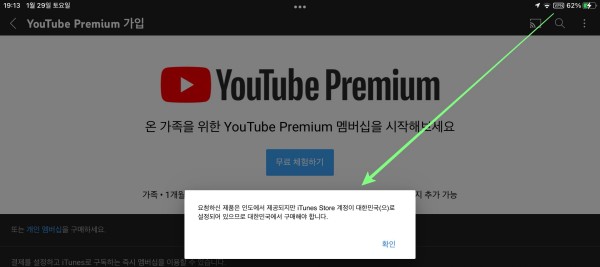 19:13 1월 29일 토요일
62%
YouTube Premium 가입
YouTube Premium
온 가족을 위한 YouTube Premium 멤버십을 시작해보세요
무료 체험하기
가족 • 1개월
지 추가 가능
요청하신 제품은 인도에서 제공되지만 iTunes Store 계정이 대한민국(으)로
설정되어 있으므로 대한민국에서 구매해야 합니다.
확인
또는 개인 멤버십을 구매하세요
결제를 설정하고 iTunes로 구독하는 즉시 멤버십을 이용할 수 있습니다.